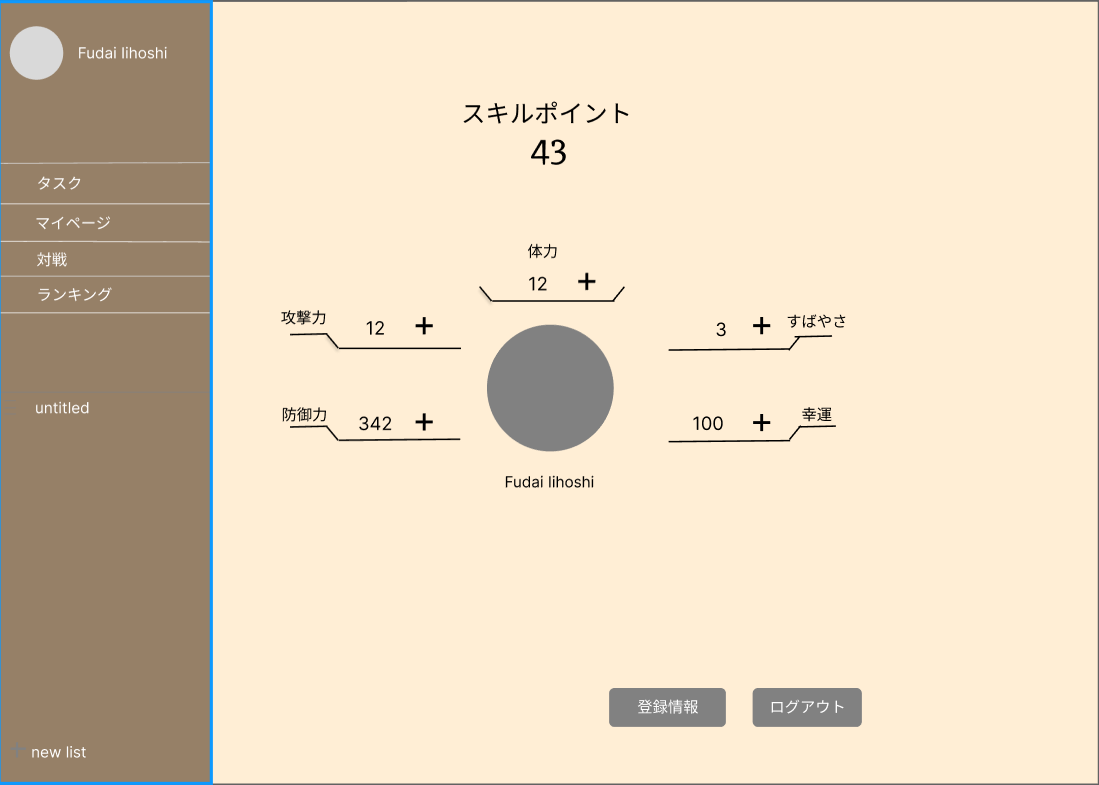 Fudai Iihoshi
タスク
マイページ
対戦
ランキング
untitled
+ new list
スキルポイント
43
体力
12 +
攻撃力
12 +
防御力
342 +
すばやさ
3 +
幸運
100 +
Fudai Iihoshi
登録情報
ログアウト